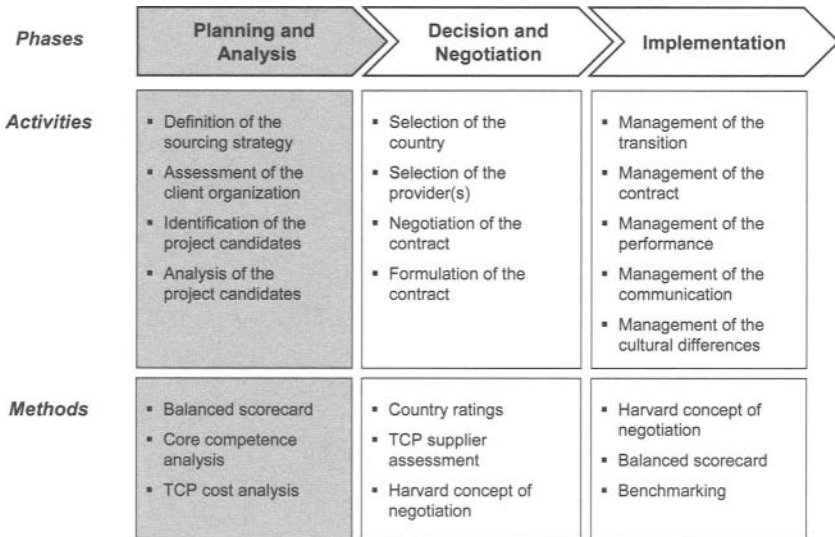 Phases
Planning and
Analysis
Decision and
Negotiation
Implementation
Activities
▪ Definition of the
sourcing strategy
▪ Assessment of the
client organization
▪ Identification of the
project candidates
▪ Analysis of the
project candidates
▪ Selection of the
country
▪ Selection of the
provider(s)
▪ Negotiation of the
contract
▪ Formulation of the
contract
▪ Management of the
transition
▪ Management of the
contract
▪ Management of the
performance
▪ Management of the
communication
▪ Management of the
cultural differences
Methods
▪ Balanced scorecard
▪ Core competence
analysis
▪ TCP cost analysis
▪ Country ratings
▪ TCP supplier
assessment
▪ Harvard concept of
negotiation
▪ Harvard concept of
negotiation
▪ Balanced scorecard
▪ Benchmarking